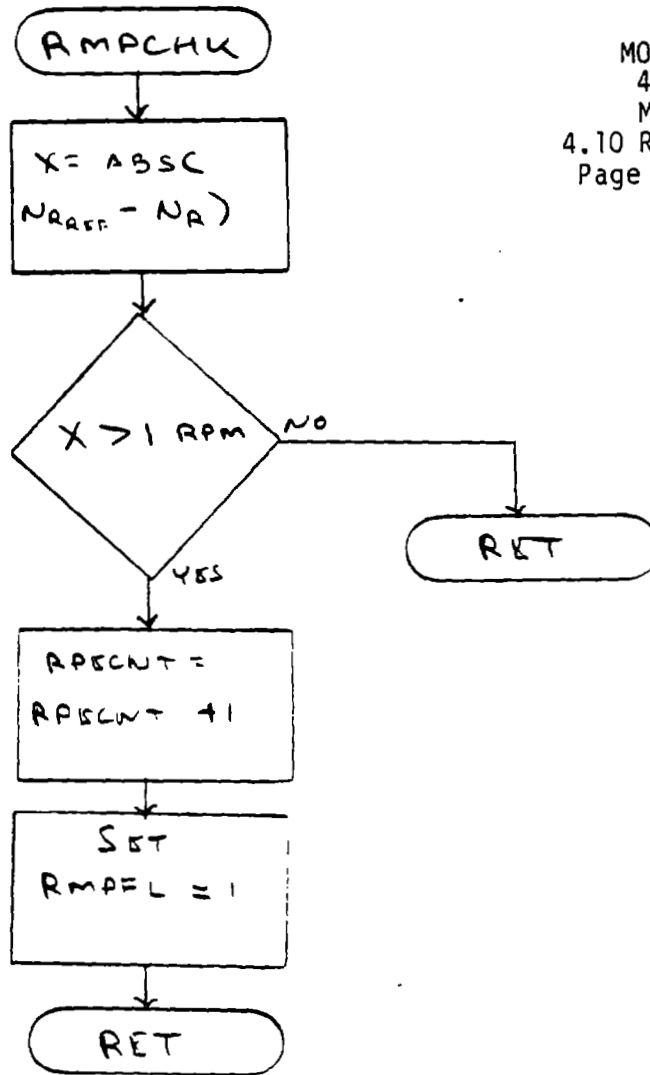 RMPCHK
MO
4
M
4.10 R
Page
X = ABS(
NRREF - NR)
X > 1 RPM
NO
RET
YES
RPECNT =
RPECNT +1
SET
RMPFL = 1
RET